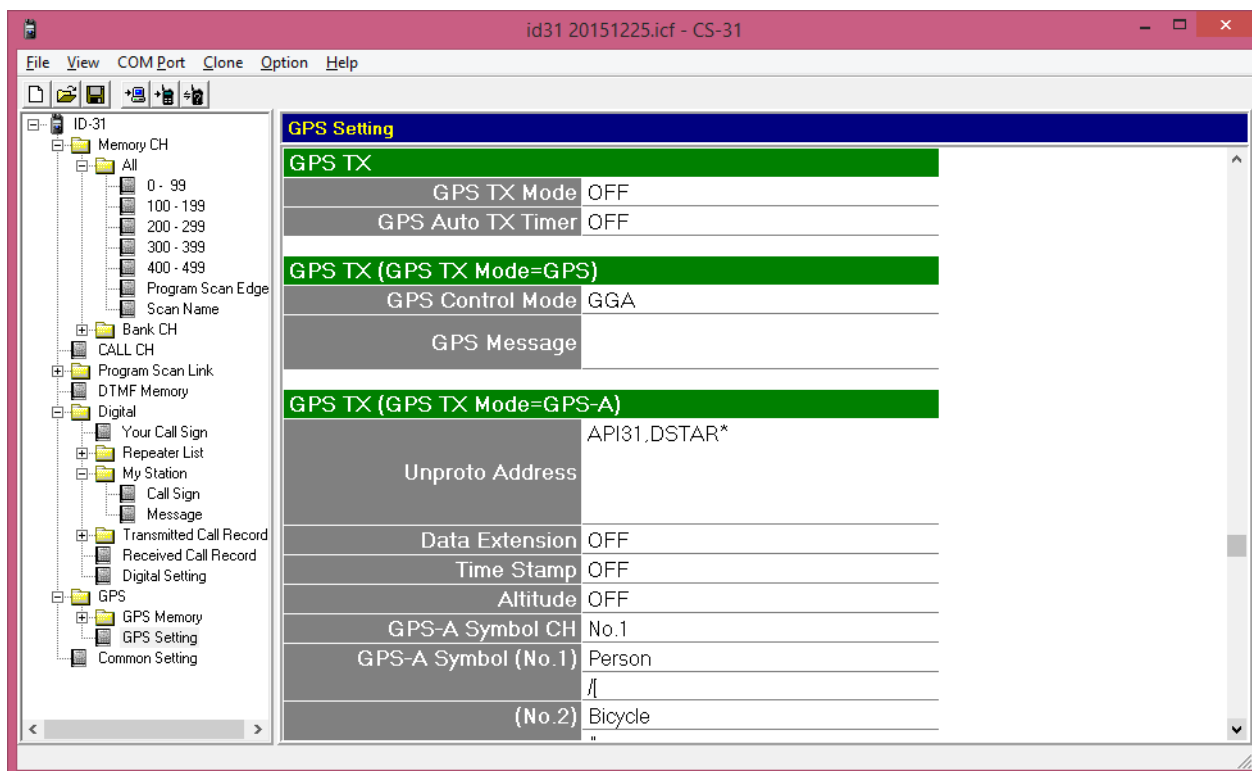 id31 20151225.icf - CS-31
File View COM Port Clone Option Help
ID-31
Memory CH
All
0 - 99
100 - 199
200 - 299
300 - 399
400 - 499
Program Scan Edge
Scan Name
Bank CH
CALL CH
Program Scan Link
DTMF Memory
Digital
Your Call Sign
Repeater List
My Station
Call Sign
Message
Transmitted Call Record
Received Call Record
Digital Setting
GPS
GPS Memory
GPS Setting
Common Setting
GPS Setting
GPS TX
GPS TX Mode OFF
GPS Auto TX Timer OFF
GPS TX (GPS TX Mode=GPS)
GPS Control Mode GGA
GPS Message
GPS TX (GPS TX Mode=GPS-A)
Unproto Address API31,DSTAR*
Data Extension OFF
Time Stamp OFF
Altitude OFF
GPS-A Symbol CH No.1
GPS-A Symbol (No.1) Person
/[
(No.2) Bicycle